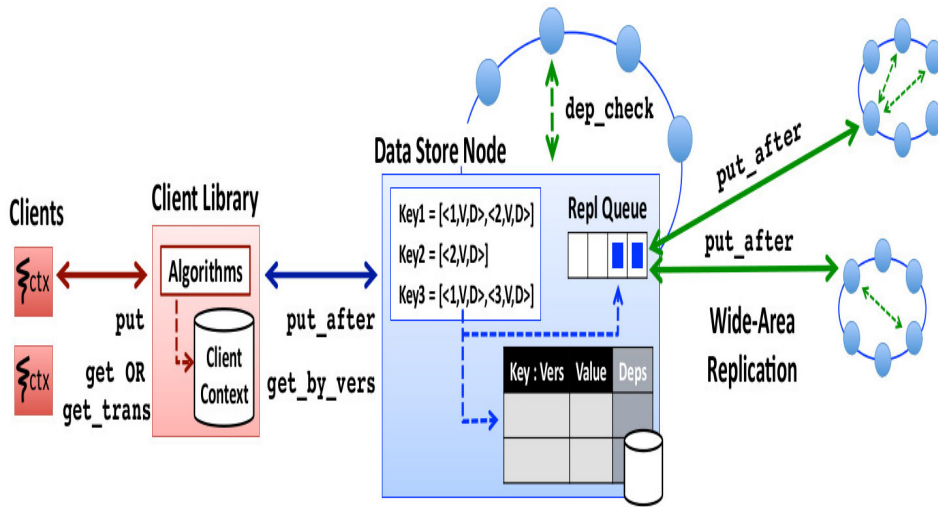 dep_check
Data Store Node
Client Library
Clients
ctx
ctx
Algorithms
Client
Context
put
get OR
get_trans
put_after
get_by_vers
Key1 = [<1,V,D>,<2,V,D>]
Key2 = [<2,V,D>]
Key3 = [<1,V,D>,<3,V,D>]
Repl Queue
Key : Vers Value Deps
put_after
put_after
Wide-Area
Replication